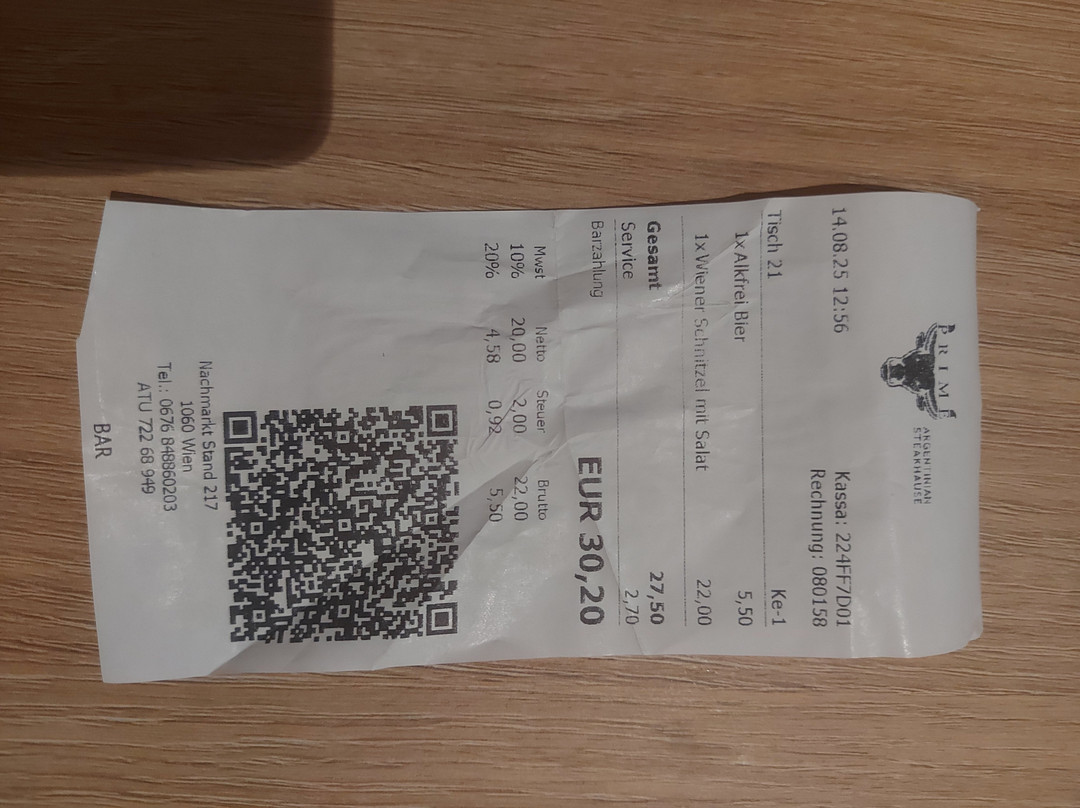 PRIME
ARGENTINIAN
STEAKHAUSE
Kassa: 224FF7D01
14.08.25 12:56 Rechnung: 080158
Tisch 21 Ke-1
1x Alkfrei Bier 5,50
1x Wiener Schnitzel mit Salat 22,00
Gesamt 27,50
Service 2,70
Barzahlung EUR 30,20
Mwst Netto Steuer Brutto
10% 20,00 2,00 22,00
20% 4,58 0,92 5,50
Nachmarkt Stand 217
1060 Wien
Tel.: 0676 848860203
ATU 722 68 949
BAR